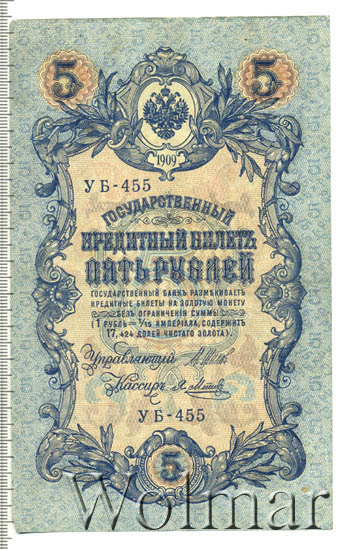 5 5
1909
УБ-455
ГОСУДАРСТВЕННЫЙ
КРЕДИТНЫЙ БИЛЕТЪ
ПЯТЬ РУБЛЕЙ
ГОСУДАРСТВЕННЫЙ БАНКЪ РАЗМѢНИВАЕТЪ
КРЕДИТНЫЕ БИЛЕТЫ НА ЗОЛОТУЮ МОНЕТУ
БЕЗЪ ОГРАНИЧЕНІЯ СУММЫ
(1 РУБЛЬ = 1/15 ИМПЕРІАЛА, СОДЕРЖИТЪ
17,424 ДОЛЕЙ ЧИСТАГО ЗОЛОТА).
Управляющій
Кассиръ
УБ-455
5
Wolmar